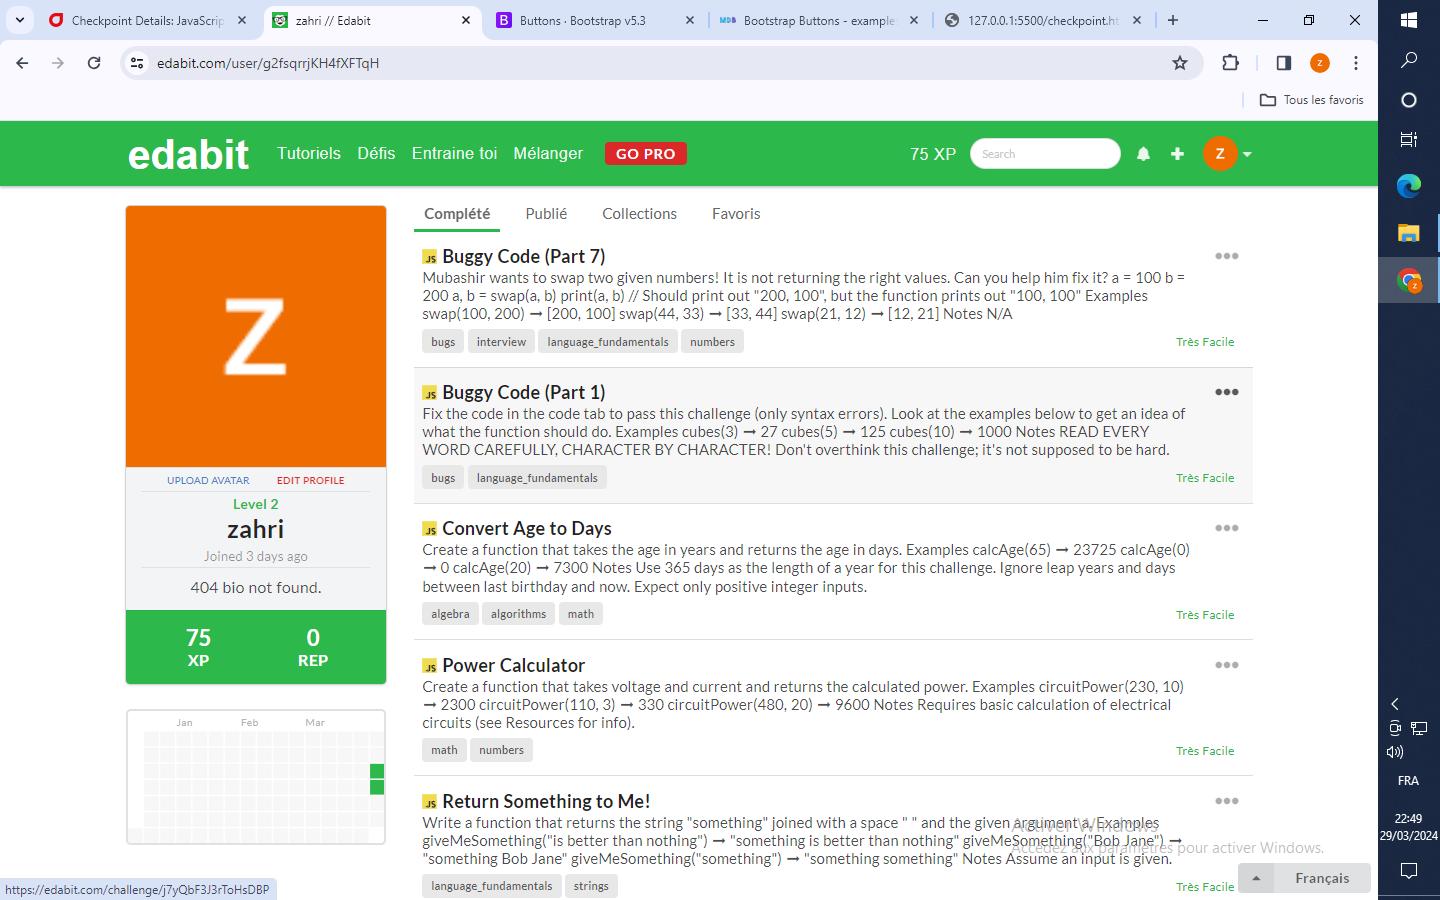 Checkpoint Details: JavaScrip
zahri // Edabit
Buttons · Bootstrap v5.3
MDB
Bootstrap Buttons - example
127.0.0.1:5500/checkpoint.ht
edabit.com/user/g2fsqrrjKH4fXFTqH
z
Tous les favoris
edabit
Tutoriels
Défis
Entraine toi
Mélanger
GO PRO
75 XP
Search
Z
Z
UPLOAD AVATAR
EDIT PROFILE
Level 2
zahri
Joined 3 days ago
404 bio not found.
75
XP
0
REP
Jan
Feb
Mar
Complété
Publié
Collections
Favoris
JS Buggy Code (Part 7)
Mubashir wants to swap two given numbers! It is not returning the right values. Can you help him fix it? a = 100 b =
200 a, b = swap(a, b) print(a, b) // Should print out "200, 100", but the function prints out "100, 100" Examples
swap(100, 200) ➞ [200, 100] swap(44, 33) ➞ [33, 44] swap(21, 12) ➞ [12, 21] Notes N/A
bugs
interview
language_fundamentals
numbers
Très Facile
JS Buggy Code (Part 1)
Fix the code in the code tab to pass this challenge (only syntax errors). Look at the examples below to get an idea of
what the function should do. Examples cubes(3) ➞ 27 cubes(5) ➞ 125 cubes(10) ➞ 1000 Notes READ EVERY
WORD CAREFULLY, CHARACTER BY CHARACTER! Don't overthink this challenge; it's not supposed to be hard.
bugs
language_fundamentals
Très Facile
JS Convert Age to Days
Create a function that takes the age in years and returns the age in days. Examples calcAge(65) ➞ 23725 calcAge(0)
➞ 0 calcAge(20) ➞ 7300 Notes Use 365 days as the length of a year for this challenge. Ignore leap years and days
between last birthday and now. Expect only positive integer inputs.
algebra
algorithms
math
Très Facile
JS Power Calculator
Create a function that takes voltage and current and returns the calculated power. Examples circuitPower(230, 10)
➞ 2300 circuitPower(110, 3) ➞ 330 circuitPower(480, 20) ➞ 9600 Notes Requires basic calculation of electrical
circuits (see Resources for info).
math
numbers
Très Facile
JS Return Something to Me!
Write a function that returns the string "something" joined with a space " " and the given argument a. Examples
giveMeSomething("is better than nothing") ➞ "something is better than nothing" giveMeSomething("Bob Jane") ➞
"something Bob Jane" giveMeSomething("something") ➞ "something something" Notes Assume an input is given.
language_fundamentals
strings
Très Facile
Activer Windows
Accédez aux paramètres pour activer Windows.
Français
https://edabit.com/challenge/j7yQbF3J3rToHsDBP
z
FRA
22:49
29/03/2024